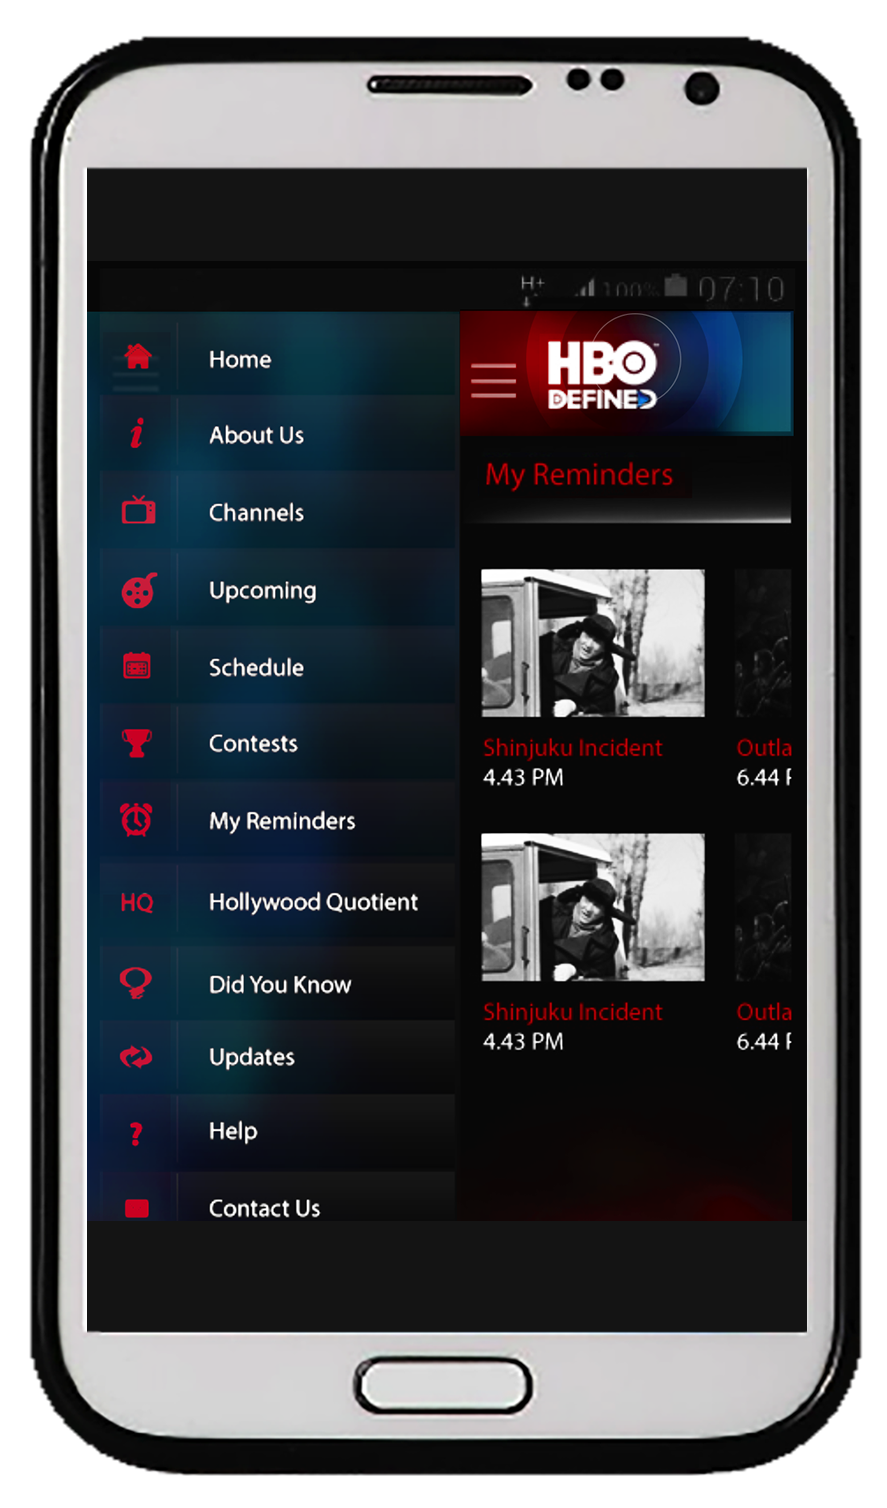 H+ 100% 07:10
Home
About Us
Channels
Upcoming
Schedule
Contests
My Reminders
HQ Hollywood Quotient
Did You Know
Updates
? Help
Contact Us
HBO
DEFINED
My Reminders
Shinjuku Incident
4.43 PM
Outla
6.44 P
Shinjuku Incident
4.43 PM
Outla
6.44 P